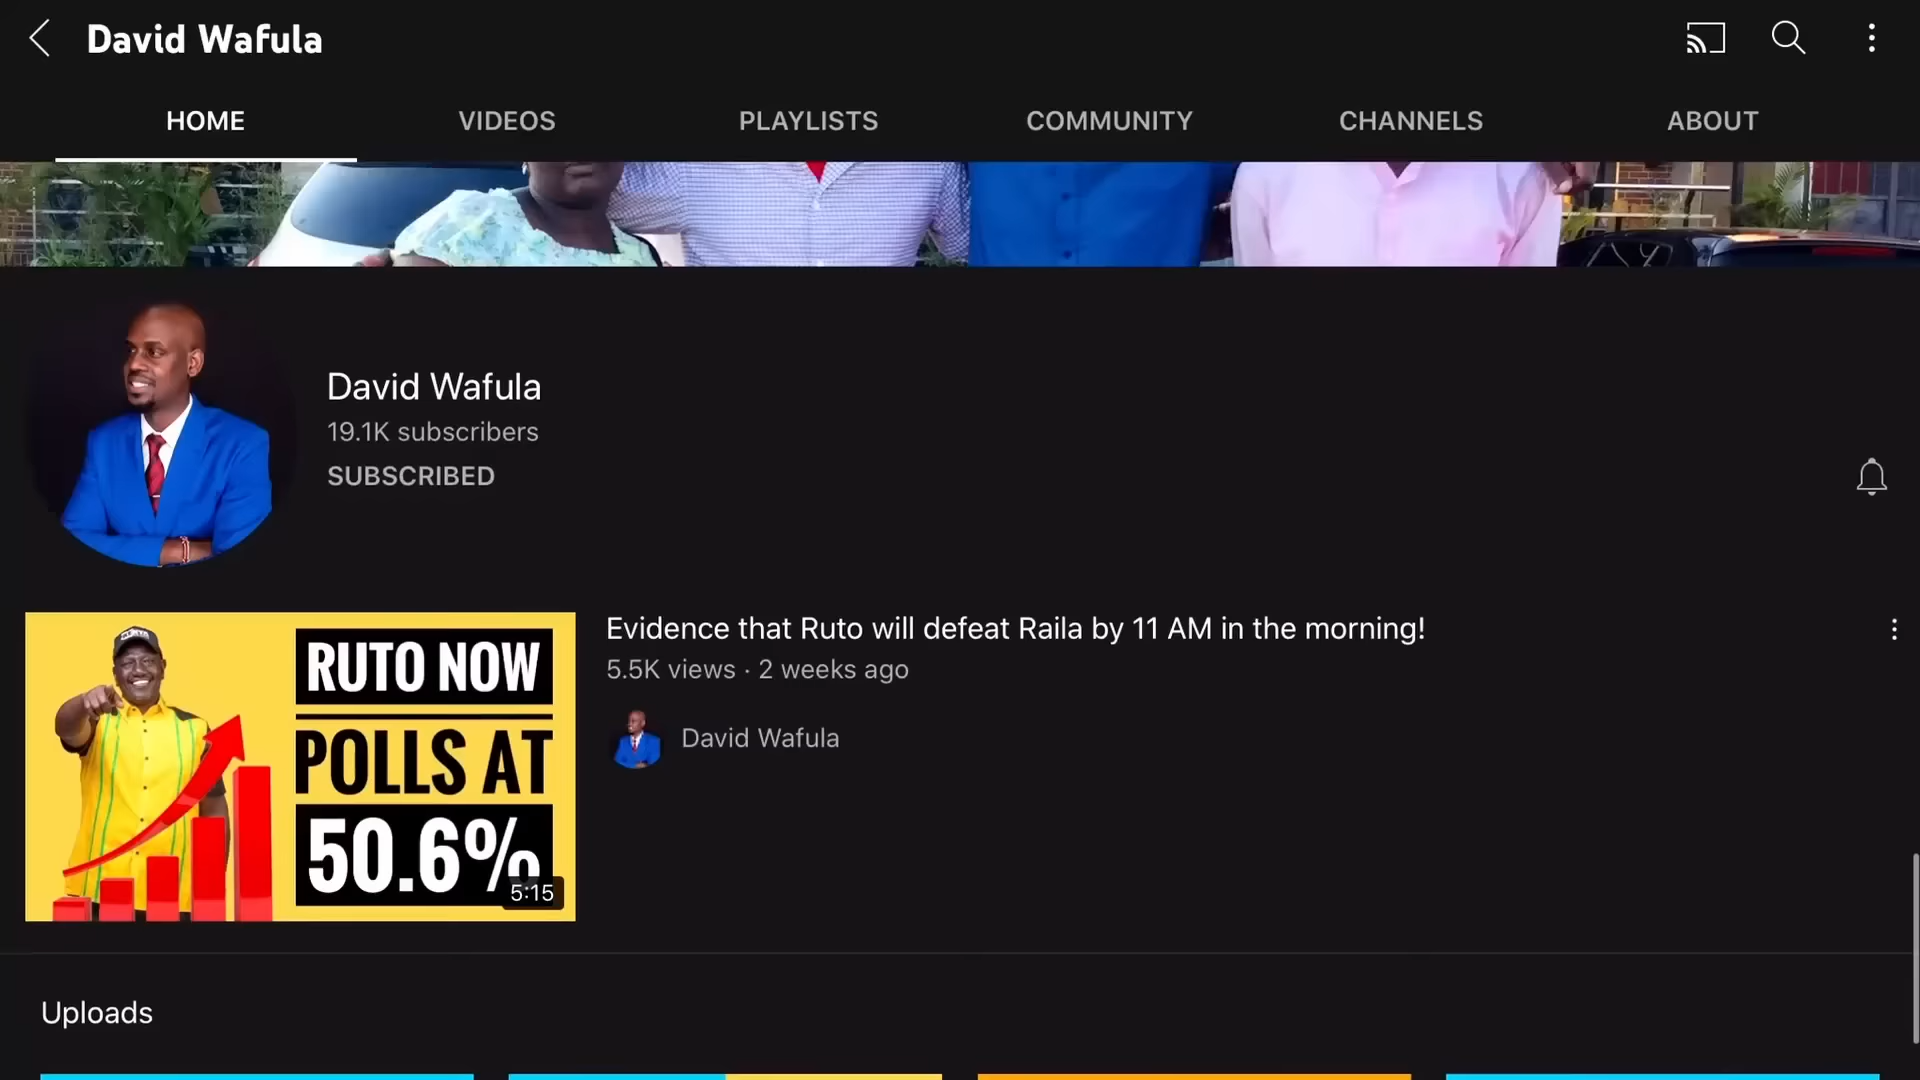 David Wafula
HOME VIDEOS PLAYLISTS COMMUNITY CHANNELS ABOUT
David Wafula
19.1K subscribers
SUBSCRIBED
RUTO NOW
POLLS AT
50.6%
5:15
Evidence that Ruto will defeat Raila by 11 AM in the morning!
5.5K views · 2 weeks ago
David Wafula
Uploads